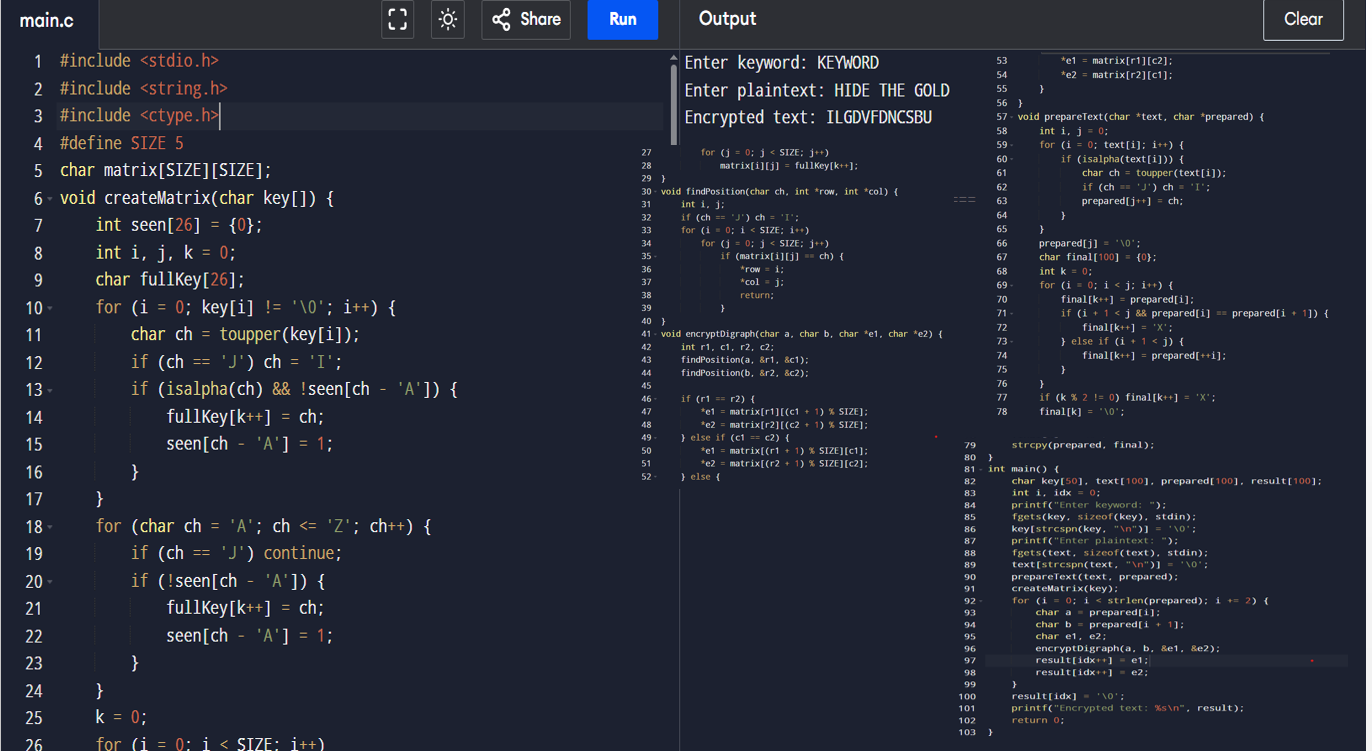 main.c
Share
Run
Output
Clear
1 #include <stdio.h>
2 #include <string.h>
3 #include <ctype.h>
4 #define SIZE 5
5 char matrix[SIZE][SIZE];
6 void createMatrix(char key[]) {
7 int seen[26] = {0};
8 int i, j, k = 0;
9 char fullKey[26];
10 for (i = 0; key[i] != '\0'; i++) {
11 char ch = toupper(key[i]);
12 if (ch == 'J') ch = 'I';
13 if (isalpha(ch) && !seen[ch - 'A']) {
14 fullKey[k++] = ch;
15 seen[ch - 'A'] = 1;
16 }
17 }
18 for (char ch = 'A'; ch <= 'Z'; ch++) {
19 if (ch == 'J') continue;
20 if (!seen[ch - 'A']) {
21 fullKey[k++] = ch;
22 seen[ch - 'A'] = 1;
23 }
24 }
25 k = 0;
26 for (i = 0; i < SIZE; i++)
Enter keyword: KEYWORD
Enter plaintext: HIDE THE GOLD
Encrypted text: ILGDVFDNCSBU
27 for (j = 0; j < SIZE; j++)
28 matrix[i][j] = fullKey[k++];
29 }
30 void findPosition(char ch, int *row, int *col) {
31 int i, j;
32 if (ch == 'J') ch = 'I';
33 for (i = 0; i < SIZE; i++)
34 for (j = 0; j < SIZE; j++)
35 if (matrix[i][j] == ch) {
36 *row = i;
37 *col = j;
38 return;
39 }
40 }
41 void encryptDigraph(char a, char b, char *e1, char *e2) {
42 int r1, c1, r2, c2;
43 findPosition(a, &r1, &c1);
44 findPosition(b, &r2, &c2);
45
46 if (r1 == r2) {
47 *e1 = matrix[r1][(c1 + 1) % SIZE];
48 *e2 = matrix[r2][(c2 + 1) % SIZE];
49 } else if (c1 == c2) {
50 *e1 = matrix[(r1 + 1) % SIZE][c1];
51 *e2 = matrix[(r2 + 1) % SIZE][c2];
52 } else {
53 *e1 = matrix[r1][c2];
54 *e2 = matrix[r2][c1];
55 }
56 }
57 void prepareText(char *text, char *prepared) {
58 int i, j = 0;
59 for (i = 0; text[i]; i++) {
60 if (isalpha(text[i])) {
61 char ch = toupper(text[i]);
62 if (ch == 'J') ch = 'I';
63 prepared[j++] = ch;
64 }
65 }
66 prepared[j] = '\0';
67 char final[100] = {0};
68 int k = 0;
69 for (i = 0; i < j; i++) {
70 final[k++] = prepared[i];
71 if (i + 1 < j && prepared[i] == prepared[i + 1]) {
72 final[k++] = 'X';
73 } else if (i + 1 < j) {
74 final[k++] = prepared[++i];
75 }
76 }
77 if (k % 2 != 0) final[k++] = 'X';
78 final[k] = '\0';
79 strcpy(prepared, final);
80 }
81 int main() {
82 char key[50], text[100], prepared[100], result[100];
83 int i, idx = 0;
84 printf("Enter keyword: ");
85 fgets(key, sizeof(key), stdin);
86 key[strcspn(key, "\n")] = '\0';
87 printf("Enter plaintext: ");
88 fgets(text, sizeof(text), stdin);
89 text[strcspn(text, "\n")] = '\0';
90 prepareText(text, prepared);
91 createMatrix(key);
92 for (i = 0; i < strlen(prepared); i += 2) {
93 char a = prepared[i];
94 char b = prepared[i + 1];
95 char e1, e2;
96 encryptDigraph(a, b, &e1, &e2);
97 result[idx++] = e1;
98 result[idx++] = e2;
99 }
100 result[idx] = '\0';
101 printf("Encrypted text: %s\n", result);
102 return 0;
103 }